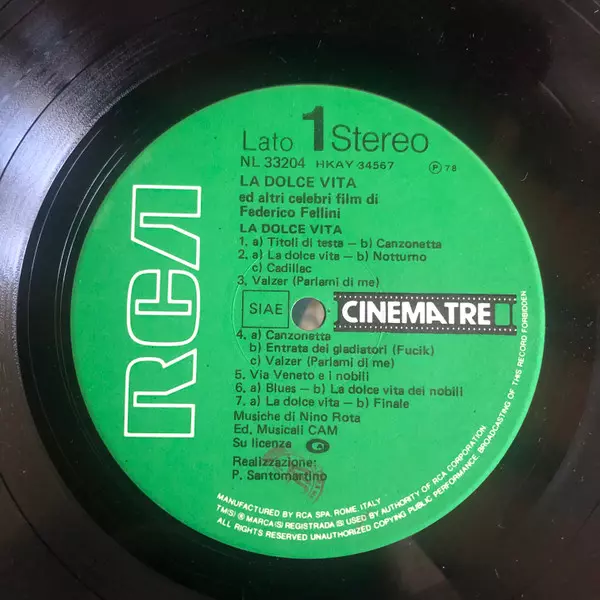 Lato 1 Stereo
NL 33204 HKAY 34567 Ⓟ 78
LA DOLCE VITA
ed altri celebri film di
Federico Fellini
LA DOLCE VITA
1. a) Titoli di testa – b) Canzonetta
2. a) La dolce vita – b) Notturno
c) Cadillac
3. Valzer (Parlami di me)
SIAE
CINEMATRE
4. a) Canzonetta
b) Entrata dei gladiatori (Fucik)
c) Valzer (Parlami di me)
5. Via Veneto e i nobili
6. a) Blues – b) La dolce vita dei nobili
7. a) La dolce vita – b) Finale
Musiche di Nino Rota
Ed. Musicali CAM
Su licenza
Realizzazione:
P. Santomartino
RCA
MANUFACTURED BY RCA SPA, ROME, ITALY
TM(S) ® MARCA(S) REGISTRADA(S) USED BY AUTHORITY OF RCA CORPORATION
ALL RIGHTS RESERVED UNAUTHORIZED COPYING PUBLIC PERFORMANCE, BROADCASTING OF THIS RECORD FORBIDDEN